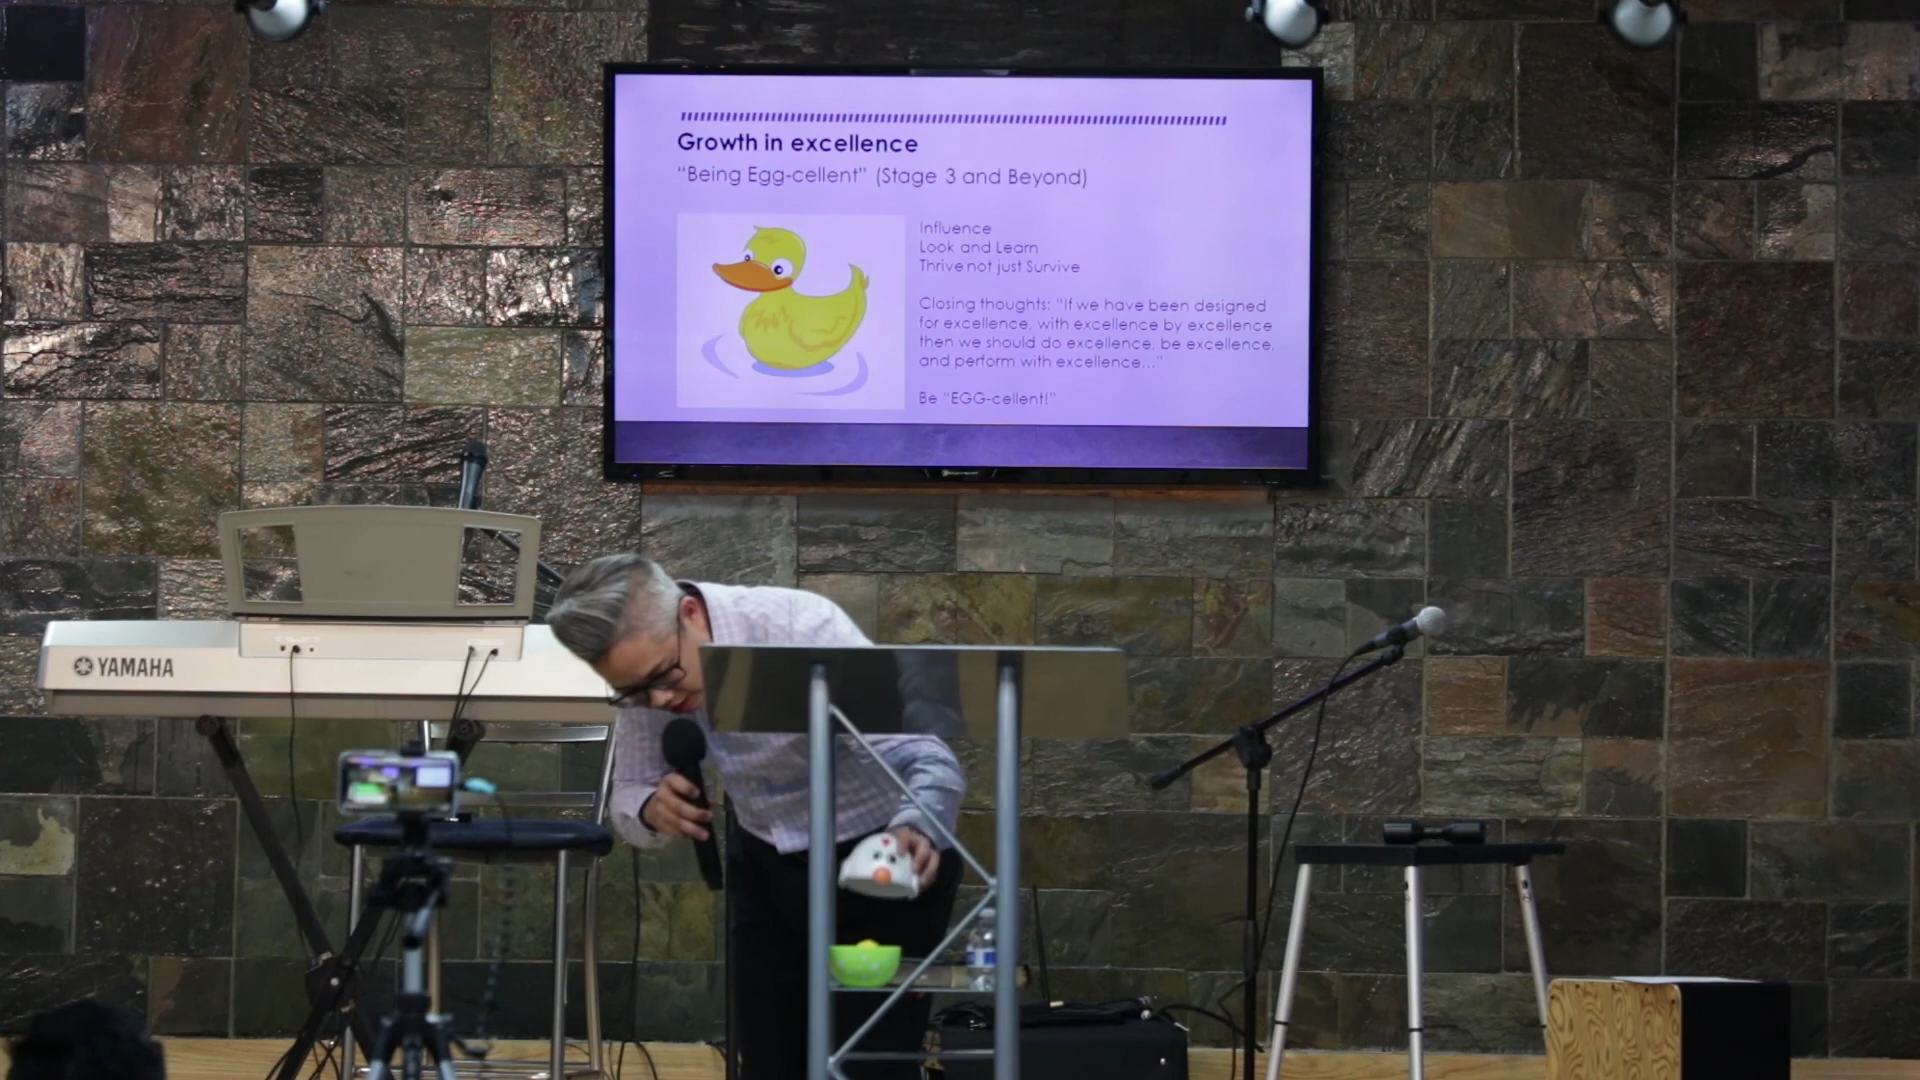 Growth in excellence
“Being Egg-cellent” (Stage 3 and Beyond)
Influence
Look and Learn
Thrive not just Survive
Closing thoughts: “If we have been designed
for excellence, with excellence by excellence
then we should do excellence, be excellence,
and perform with excellence...”
Be “EGG-cellent!”
YAMAHA